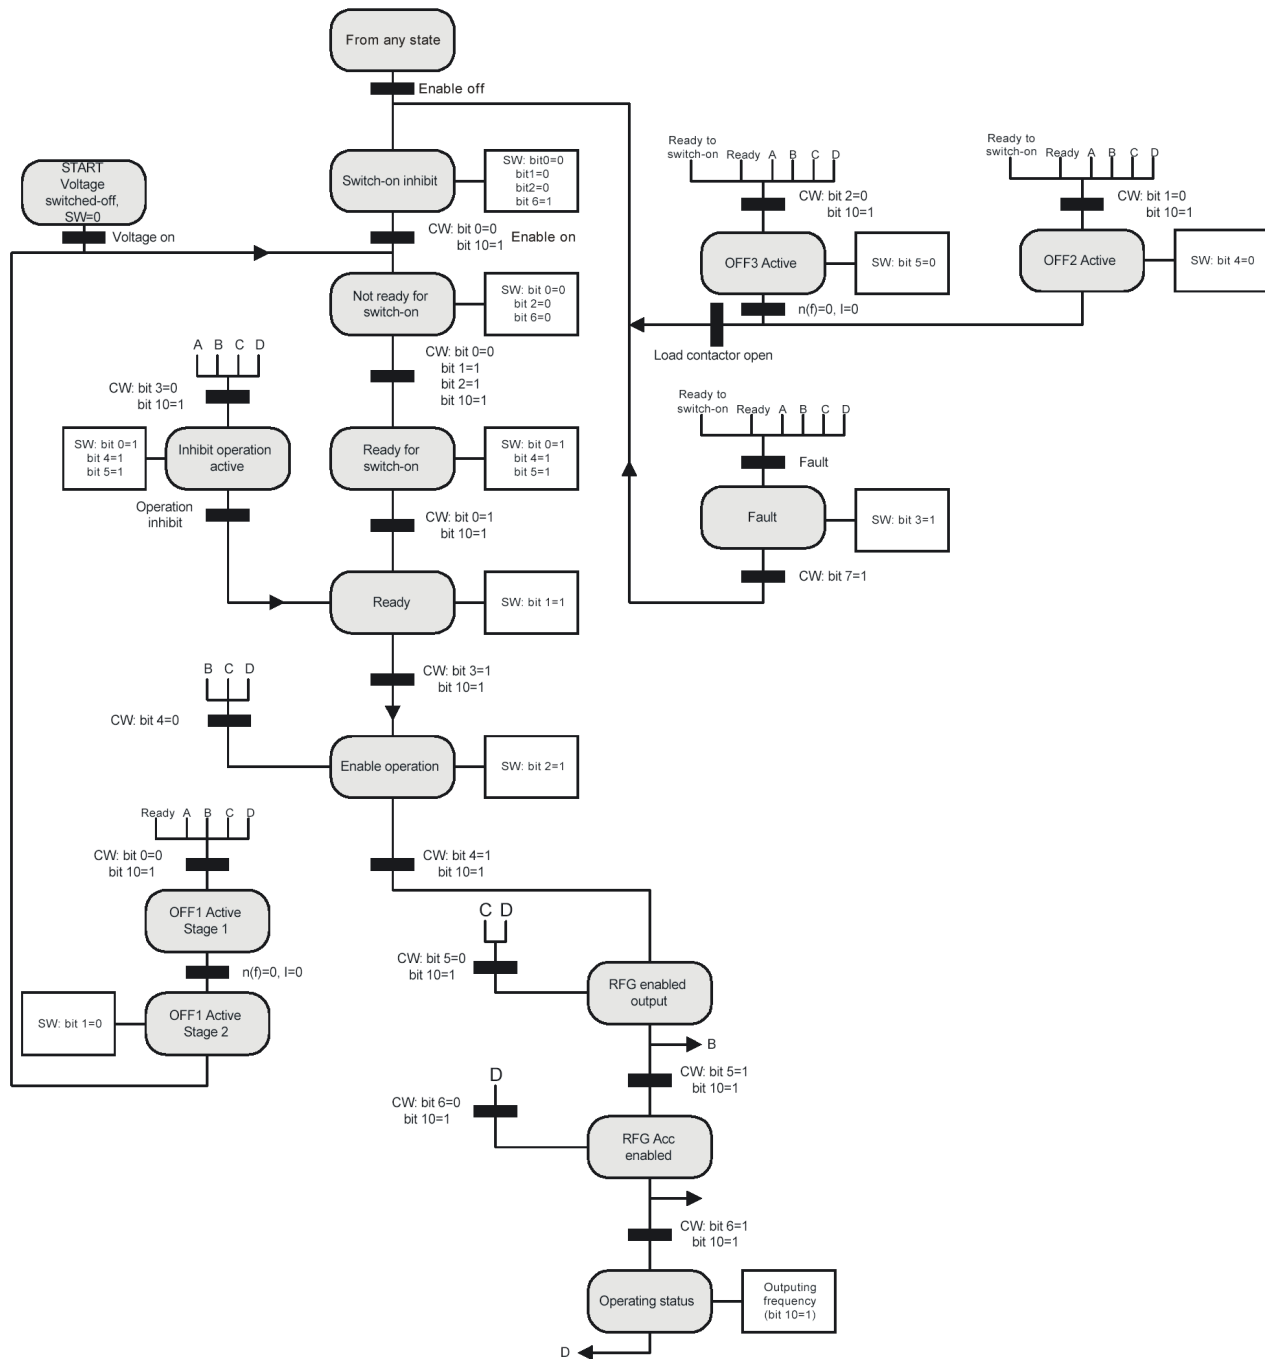 From any state
Enable off
START
Voltage
switched-off,
SW=0
Voltage on
Switch-on inhibit
SW: bit0=0
bit1=0
bit2=0
bit 6=1
CW: bit 0=0
bit 10=1
Enable on
Not ready for
switch-on
SW: bit 0=0
bit 2=0
bit 6=0
CW: bit 0=0
bit 1=1
bit 2=1
bit 10=1
A B C D
CW: bit 3=0
bit 10=1
SW: bit 0=1
bit 4=1
bit 5=1
Inhibit operation
active
Operation
inhibit
Ready for
switch-on
SW: bit 0=1
bit 4=1
bit 5=1
CW: bit 0=1
bit 10=1
Ready
SW: bit 1=1
CW: bit 3=1
bit 10=1
B C D
CW: bit 4=0
Enable operation
SW: bit 2=1
CW: bit 4=1
bit 10=1
Ready A B C D
CW: bit 0=0
bit 10=1
OFF1 Active
Stage 1
n(f)=0, I=0
SW: bit 1=0
OFF1 Active
Stage 2
Ready to
switch-on Ready A B C D
CW: bit 2=0
bit 10=1
OFF3 Active
SW: bit 5=0
n(f)=0, I=0
Load contactor open
Ready to
switch-on Ready A B C D
CW: bit 1=0
bit 10=1
OFF2 Active
SW: bit 4=0
Ready to
switch-on Ready A B C D
Fault
Fault
SW: bit 3=1
CW: bit 7=1
C D
CW: bit 5=0
bit 10=1
RFG enabled
output
B
CW: bit 5=1
bit 10=1
D
CW: bit 6=0
bit 10=1
RFG Acc
enabled
CW: bit 6=1
bit 10=1
Operating status
Outputing
frequency
(bit 10=1)
D